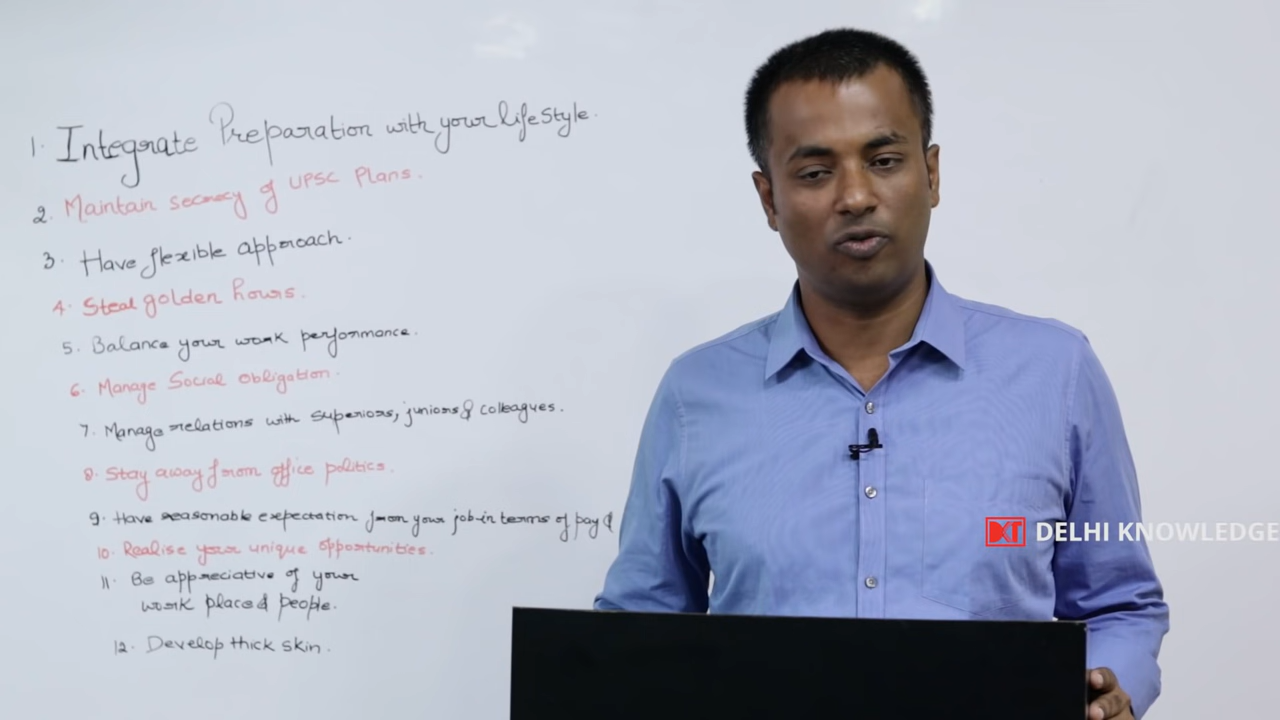 1. Integrate Preparation with your lifestyle.
2. Maintain secrecy of UPSC Plans.
3. Have flexible approach.
4. Steal golden hours.
5. Balance your work performance.
6. Manage Social obligation.
7. Manage relations with superiors, juniors & colleagues.
8. Stay away from office politics.
9. Have reasonable expectation from your job in terms of pay &
10. Realise your unique opportunities.
11. Be appreciative of your
work place & people.
12. Develop thick skin.
DKT DELHI KNOWLEDGE